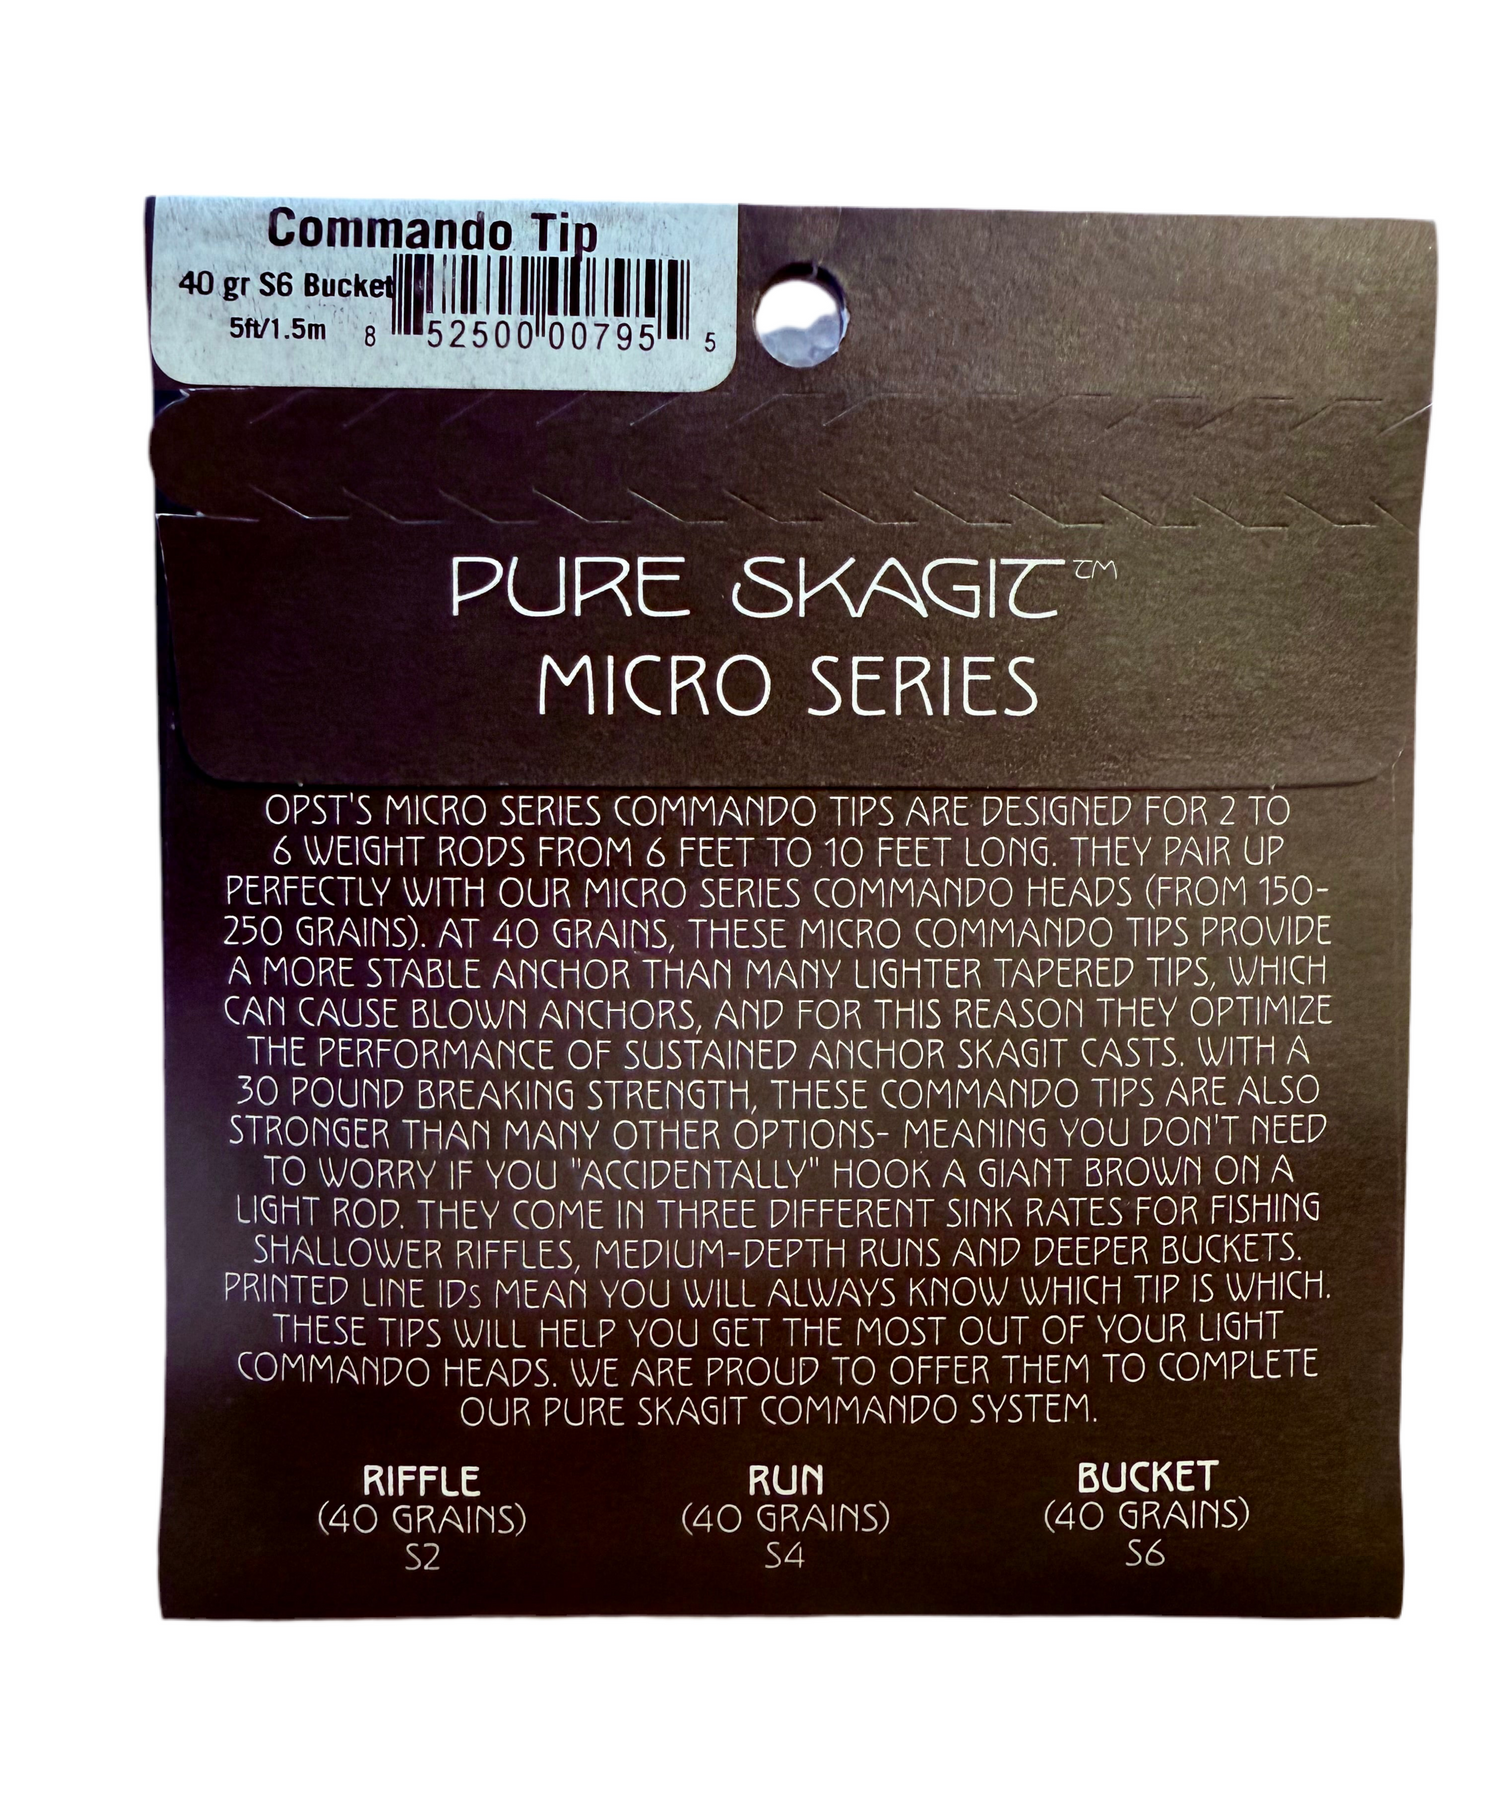 Commando Tip
40 gr S6 Bucket
5ft/1.5m
8 52500 00795 5
PURE SKAGIT™
MICRO SERIES
OPST'S MICRO SERIES COMMANDO TIPS ARE DESIGNED FOR 2 TO
6 WEIGHT RODS FROM 6 FEET TO 10 FEET LONG. THEY PAIR UP
PERFECTLY WITH OUR MICRO SERIES COMMANDO HEADS (FROM 150-
250 GRAINS). AT 40 GRAINS, THESE MICRO COMMANDO TIPS PROVIDE
A MORE STABLE ANCHOR THAN MANY LIGHTER TAPERED TIPS, WHICH
CAN CAUSE BLOWN ANCHORS, AND FOR THIS REASON THEY OPTIMIZE
THE PERFORMANCE OF SUSTAINED ANCHOR SKAGIT CASTS. WITH A
30 POUND BREAKING STRENGTH, THESE COMMANDO TIPS ARE ALSO
STRONGER THAN MANY OTHER OPTIONS- MEANING YOU DON'T NEED
TO WORRY IF YOU "ACCIDENTALLY" HOOK A GIANT BROWN ON A
LIGHT ROD. THEY COME IN THREE DIFFERENT SINK RATES FOR FISHING
SHALLOWER RIFFLES, MEDIUM-DEPTH RUNS AND DEEPER BUCKETS.
PRINTED LINE IDs MEAN YOU WILL ALWAYS KNOW WHICH TIP IS WHICH.
THESE TIPS WILL HELP YOU GET THE MOST OUT OF YOUR LIGHT
COMMANDO HEADS. WE ARE PROUD TO OFFER THEM TO COMPLETE
OUR PURE SKAGIT COMMANDO SYSTEM.
RIFFLE
(40 GRAINS)
S2
RUN
(40 GRAINS)
S4
BUCKET
(40 GRAINS)
S6